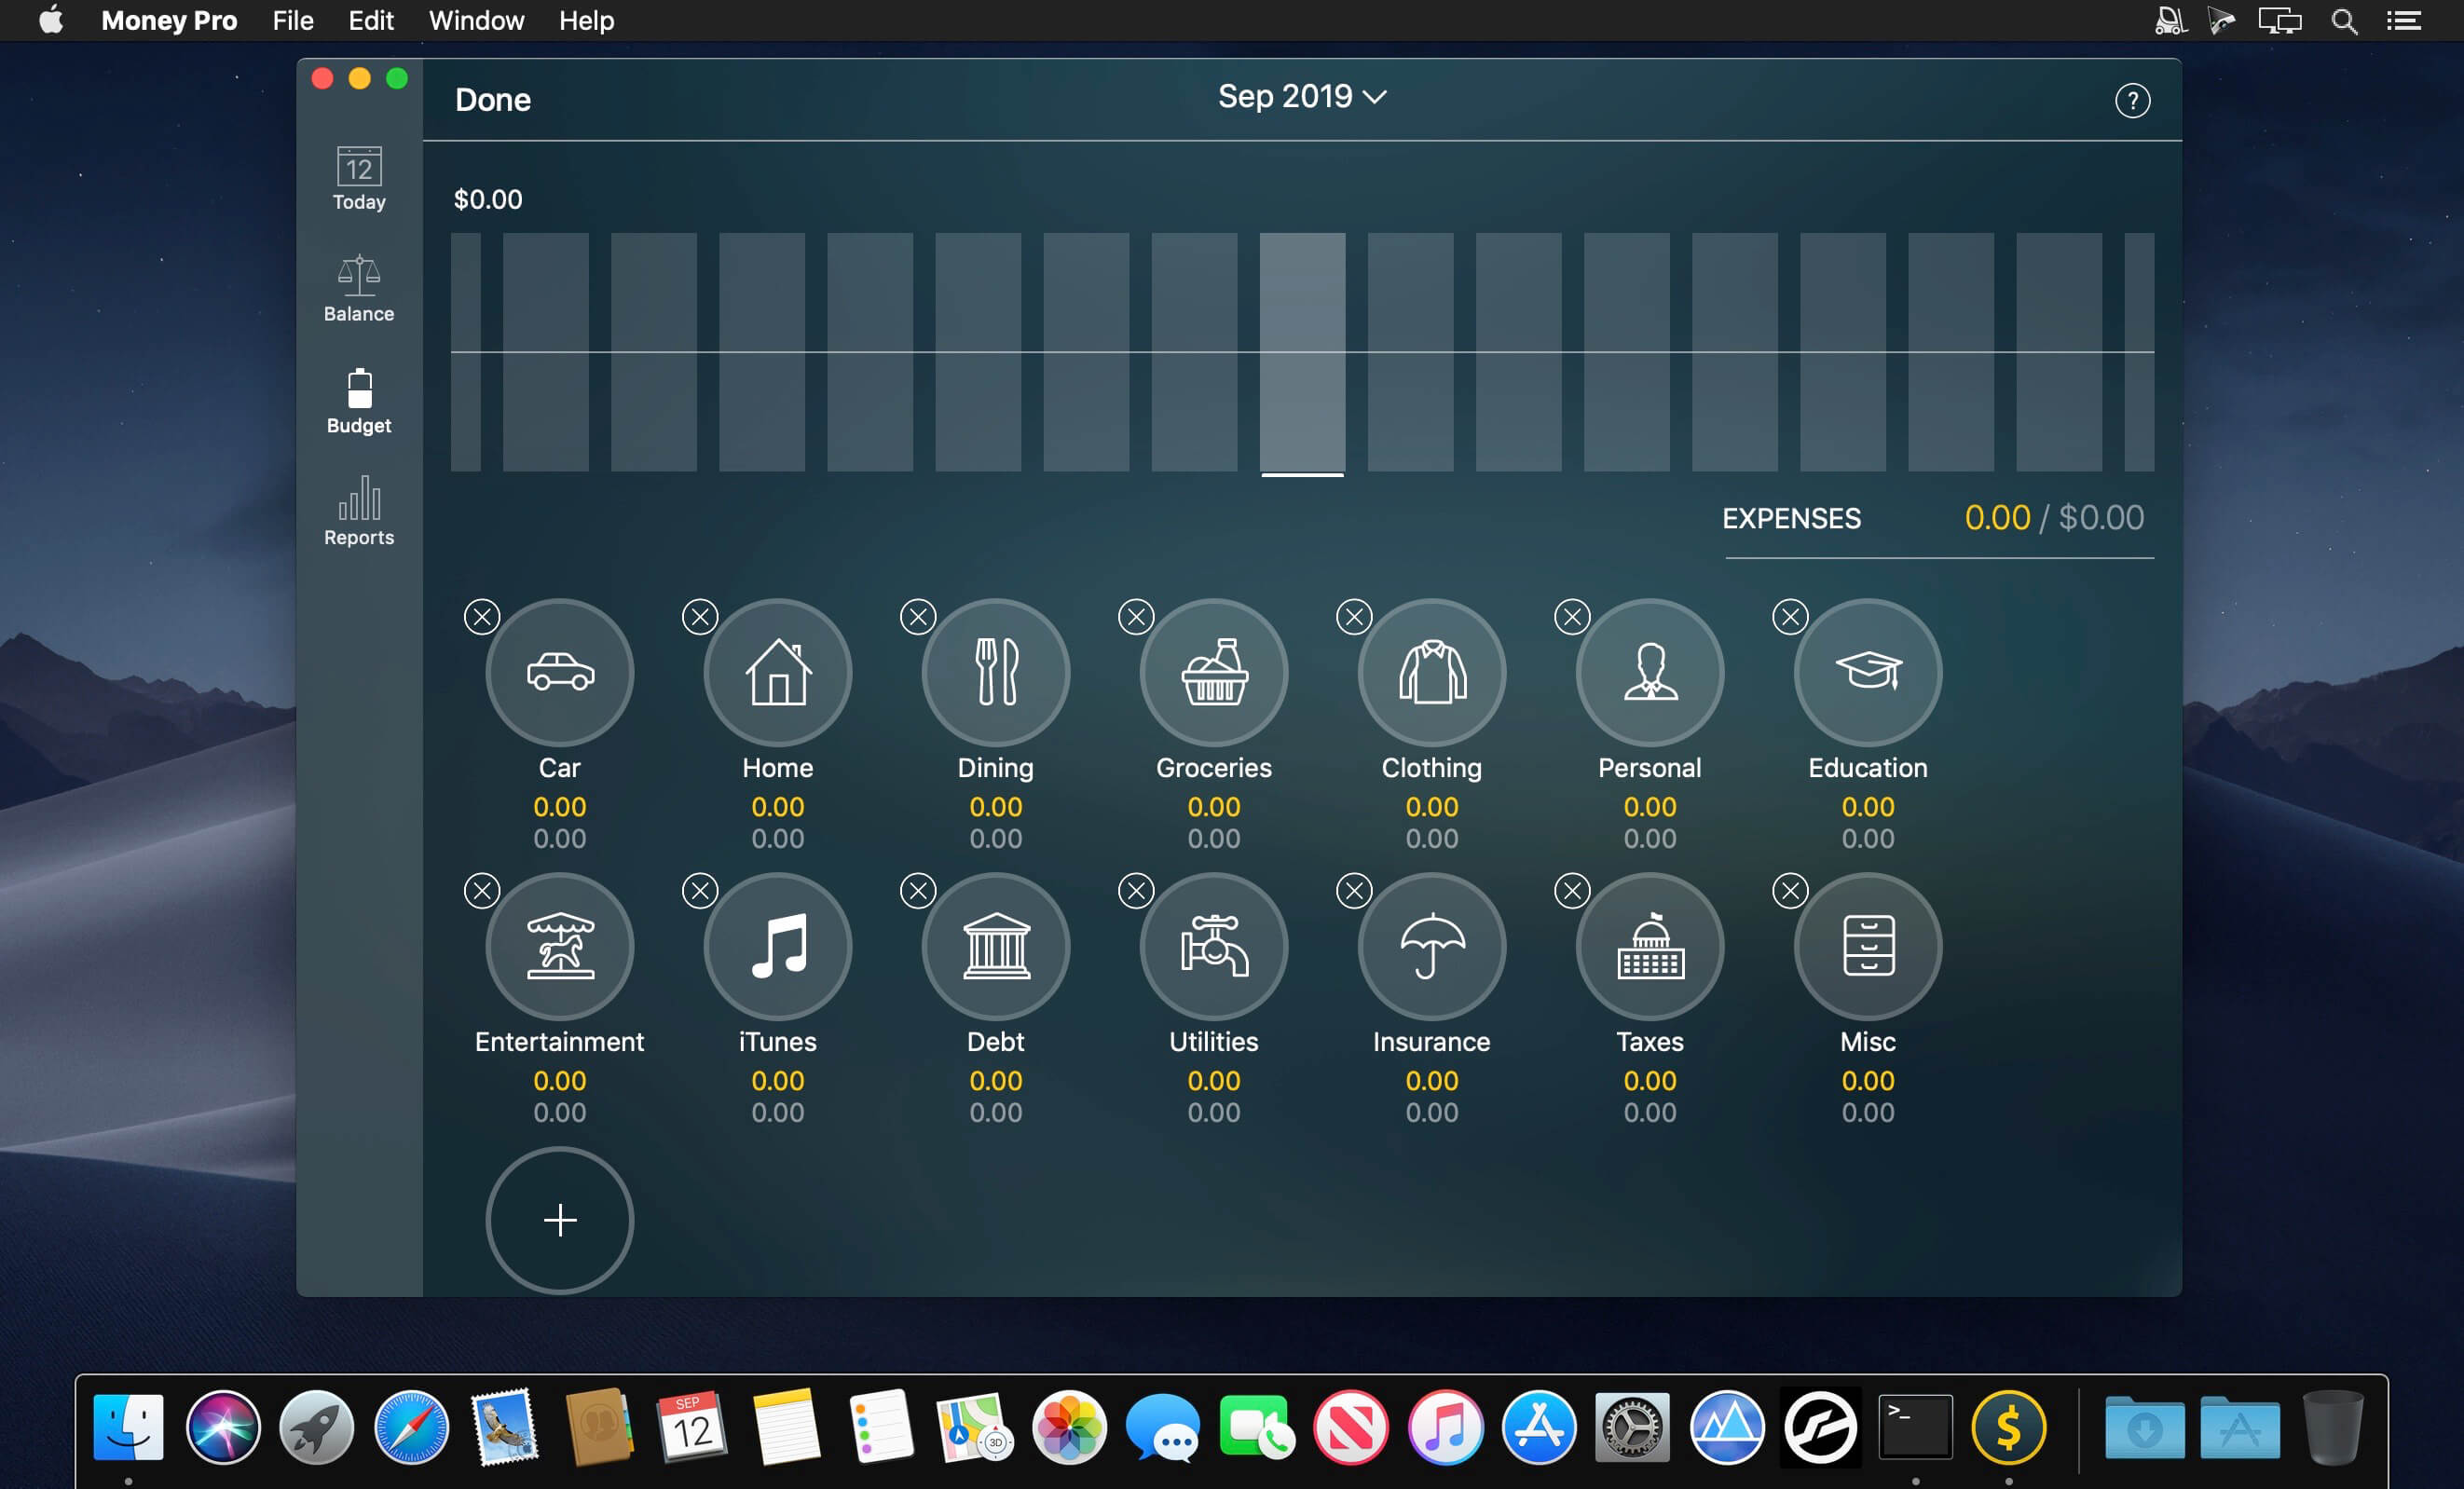 Money Pro File Edit Window Help
Done Sep 2019 ?
12
Today
$0.00
Balance
Budget
Reports
EXPENSES 0.00 / $0.00
Car Home Dining Groceries Clothing Personal Education
0.00 0.00 0.00 0.00 0.00 0.00 0.00
0.00 0.00 0.00 0.00 0.00 0.00 0.00
Entertainment iTunes Debt Utilities Insurance Taxes Misc
0.00 0.00 0.00 0.00 0.00 0.00 0.00
0.00 0.00 0.00 0.00 0.00 0.00 0.00
+
SEP
12
3D
>_
$